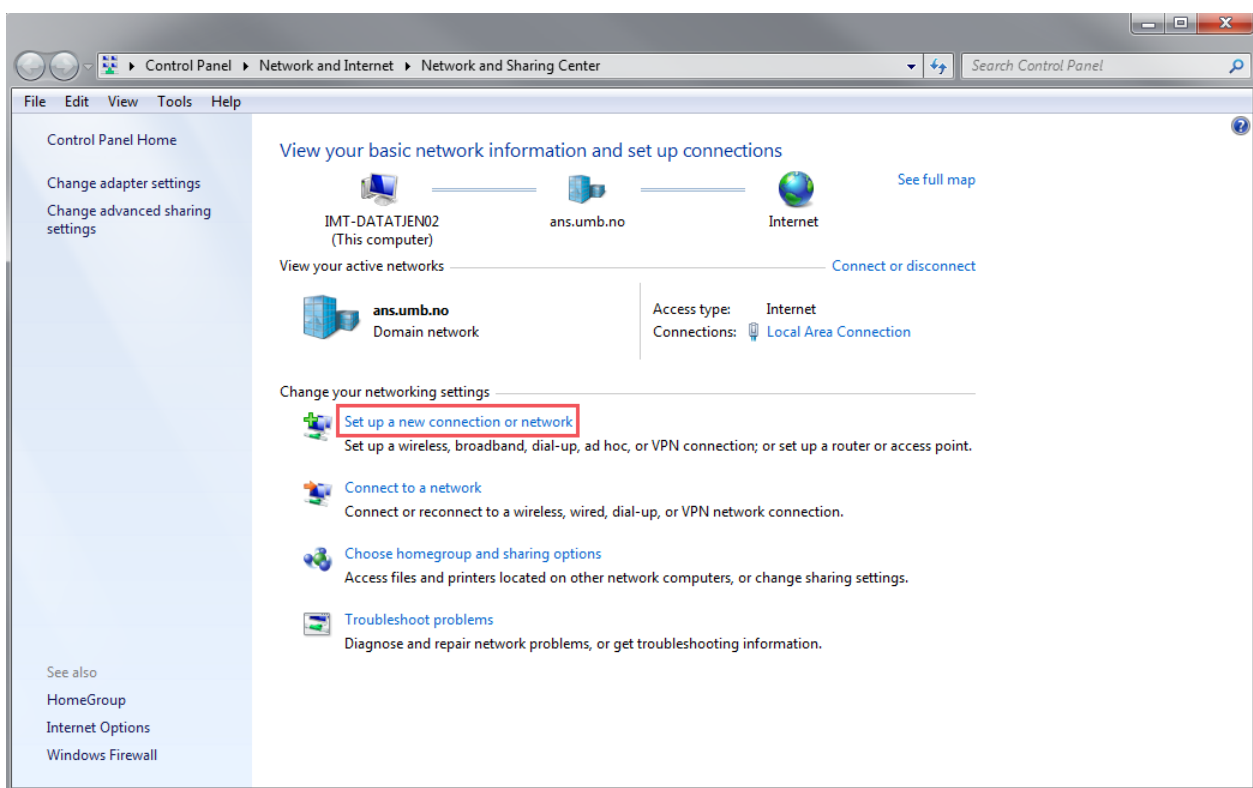 Control Panel ▸ Network and Internet ▸ Network and Sharing Center
Search Control Panel
File Edit View Tools Help
Control Panel Home
Change adapter settings
Change advanced sharing
settings
See also
HomeGroup
Internet Options
Windows Firewall
View your basic network information and set up connections
See full map
IMT-DATATJEN02
(This computer)
ans.umb.no
Internet
View your active networks
Connect or disconnect
ans.umb.no
Domain network
Access type: Internet
Connections: Local Area Connection
Change your networking settings
Set up a new connection or network
Set up a wireless, broadband, dial-up, ad hoc, or VPN connection; or set up a router or access point.
Connect to a network
Connect or reconnect to a wireless, wired, dial-up, or VPN network connection.
Choose homegroup and sharing options
Access files and printers located on other network computers, or change sharing settings.
Troubleshoot problems
Diagnose and repair network problems, or get troubleshooting information.